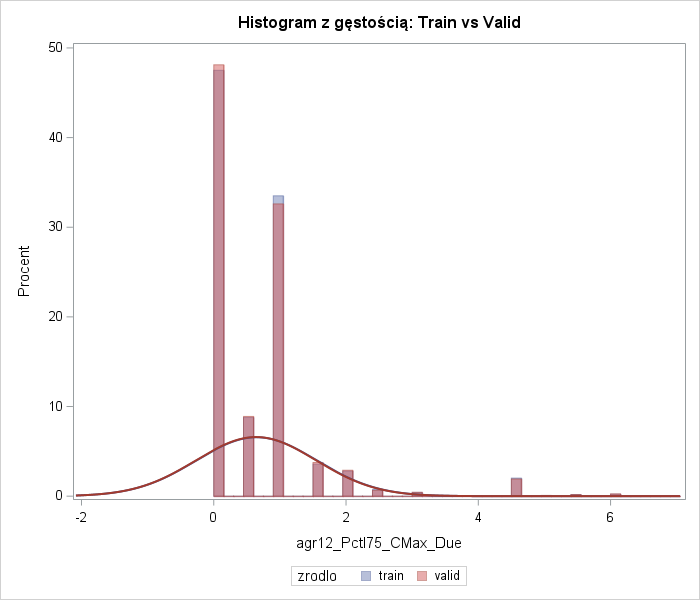 Histogram z gęstością: Train vs Valid
50
40
30
20
10
0
Procent
-2 0 2 4 6
agr12_Pctl75_CMax_Due
zrodlo train valid